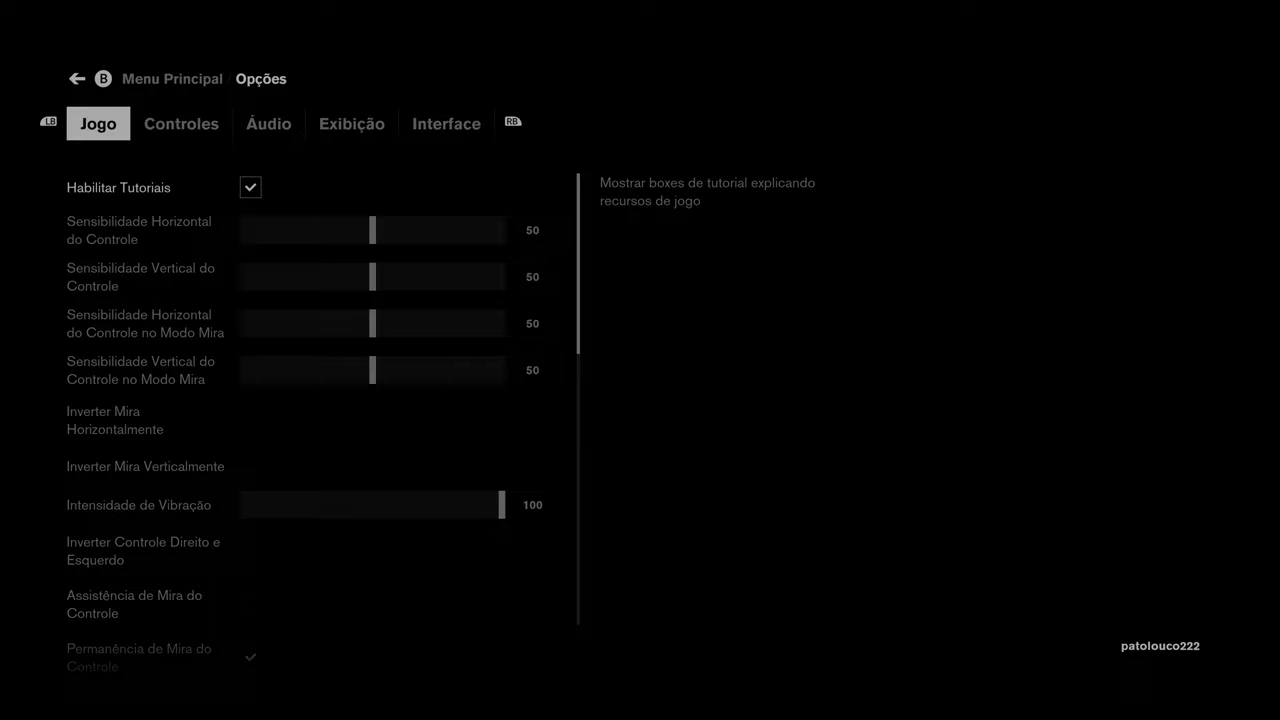 B Menu Principal / Opções
LB Jogo Controles Áudio Exibição Interface RB
Habilitar Tutoriais
Mostrar boxes de tutorial explicando
recursos de jogo
Sensibilidade Horizontal
do Controle
50
Sensibilidade Vertical do
Controle
50
Sensibilidade Horizontal
do Controle no Modo Mira
50
Sensibilidade Vertical do
Controle no Modo Mira
50
Inverter Mira
Horizontalmente
Inverter Mira Verticalmente
Intensidade de Vibração
100
Inverter Controle Direito e
Esquerdo
Assistência de Mira do
Controle
Permanência de Mira do
Controle
patolouco222